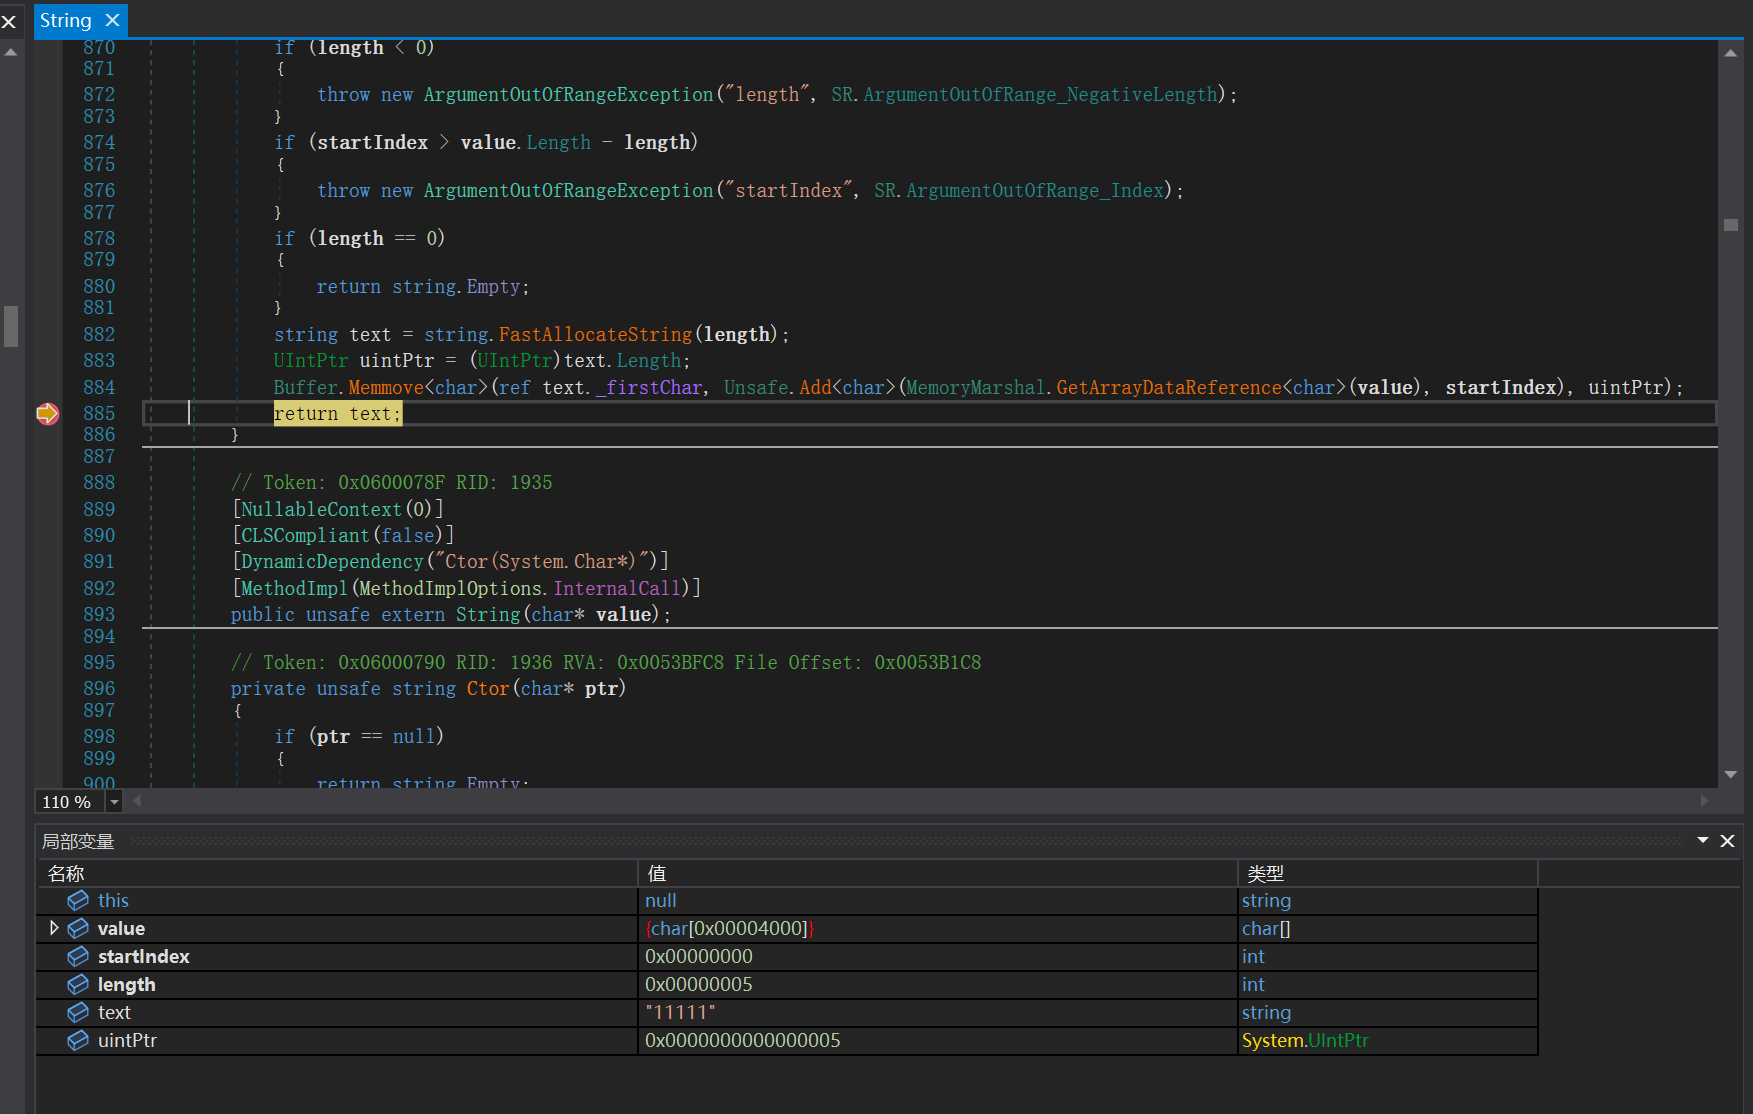 String
870 if (length < 0)
871 {
872 throw new ArgumentOutOfRangeException("length", SR.ArgumentOutOfRange_NegativeLength);
873 }
874 if (startIndex > value.Length - length)
875 {
876 throw new ArgumentOutOfRangeException("startIndex", SR.ArgumentOutOfRange_Index);
877 }
878 if (length == 0)
879 {
880 return string.Empty;
881 }
882 string text = string.FastAllocateString(length);
883 UIntPtr uintPtr = (UIntPtr)text.Length;
884 Buffer.Memmove<char>(ref text._firstChar, Unsafe.Add<char>(MemoryMarshal.GetArrayDataReference<char>(value), startIndex), uintPtr);
885 return text;
886 }
887
888 // Token: 0x0600078F RID: 1935
889 [NullableContext(0)]
890 [CLSCompliant(false)]
891 [DynamicDependency("Ctor(System.Char*)")]
892 [MethodImpl(MethodImplOptions.InternalCall)]
893 public unsafe extern String(char* value);
894
895 // Token: 0x06000790 RID: 1936 RVA: 0x0053BFC8 File Offset: 0x0053B1C8
896 private unsafe string Ctor(char* ptr)
897 {
898 if (ptr == null)
899 {
900 return string.Empty;
110 %
局部变量
名称 值 类型
this null string
value {char[0x00004000]} char[]
startIndex 0x00000000 int
length 0x00000005 int
text "11111" string
uintPtr 0x0000000000000005 System.UIntPtr